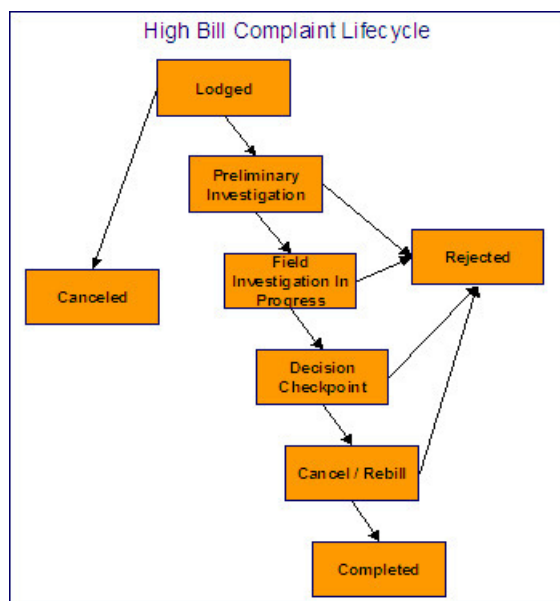 High Bill Complaint Lifecycle
Lodged
Preliminary
Investigation
Field
Investigation In
Progress
Rejected
Canceled
Decision
Checkpoint
Cancel / Rebill
Completed